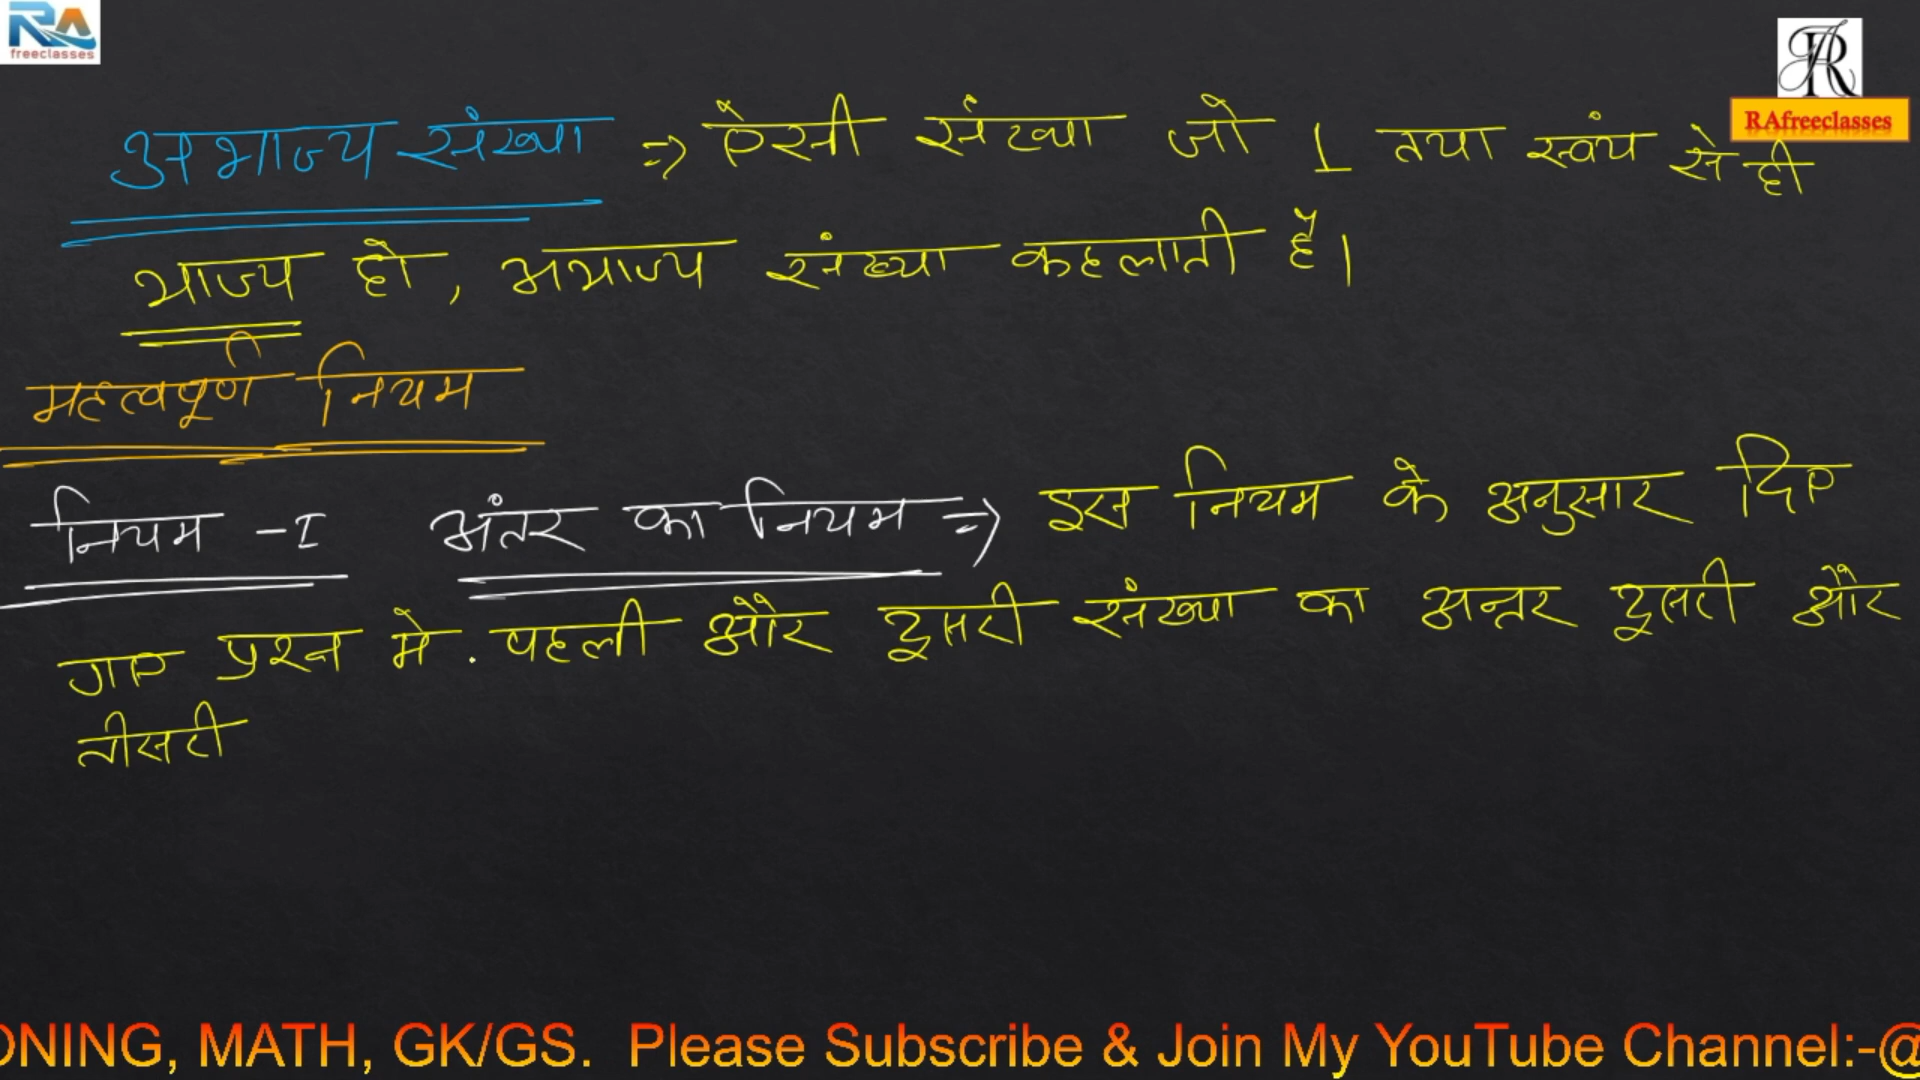 RA
freeclasses
RAfreeclasses
अभाज्य संख्या => ऐसी संख्या जो 1 तथा स्वंय से ही
भाज्य हो, अभाज्य संख्या कहलाती है।
महत्वपूर्ण नियम
नियम -I अंतर का नियम => इस नियम के अनुसार दिए
गए प्रश्न मे . पहली और दुसरी संख्या का अन्तर दूसरी और
तीसरी
ONING, MATH, GK/GS. Please Subscribe & Join My YouTube Channel:-@